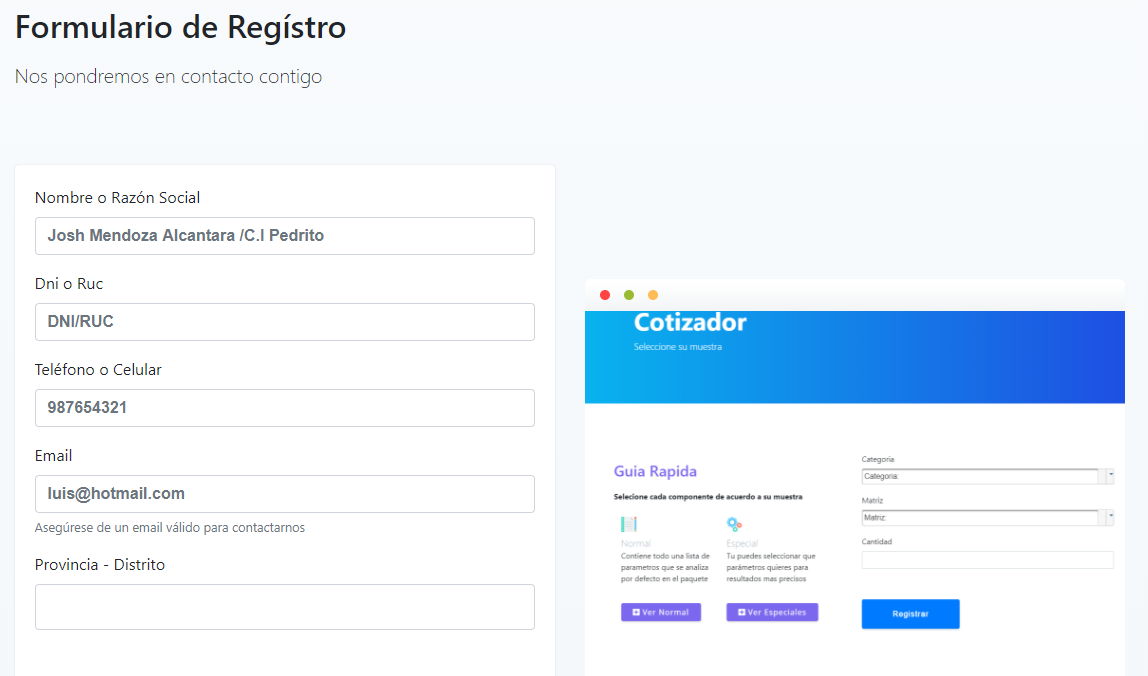 Formulario de Regístro
Nos pondremos en contacto contigo
Nombre o Razón Social
Josh Mendoza Alcantara /C.I Pedrito
Dni o Ruc
DNI/RUC
Teléfono o Celular
987654321
Email
luis@hotmail.com
Asegúrese de un email válido para contactarnos
Provincia - Distrito
Cotizador
Seleccione su muestra
Guia Rapida
Selecione cada componente de acuerdo a su muestra
Normal
Contiene todo una lista de
parametros que se analiza
por defecto en el paquete
Ver Normal
Especial
Tu puedes seleccionar que
parámetros quieres para
resultados mas precisos
Ver Especiales
Categoría
Categoria:
Matríz
Matriz:
Cantidad
Registrar